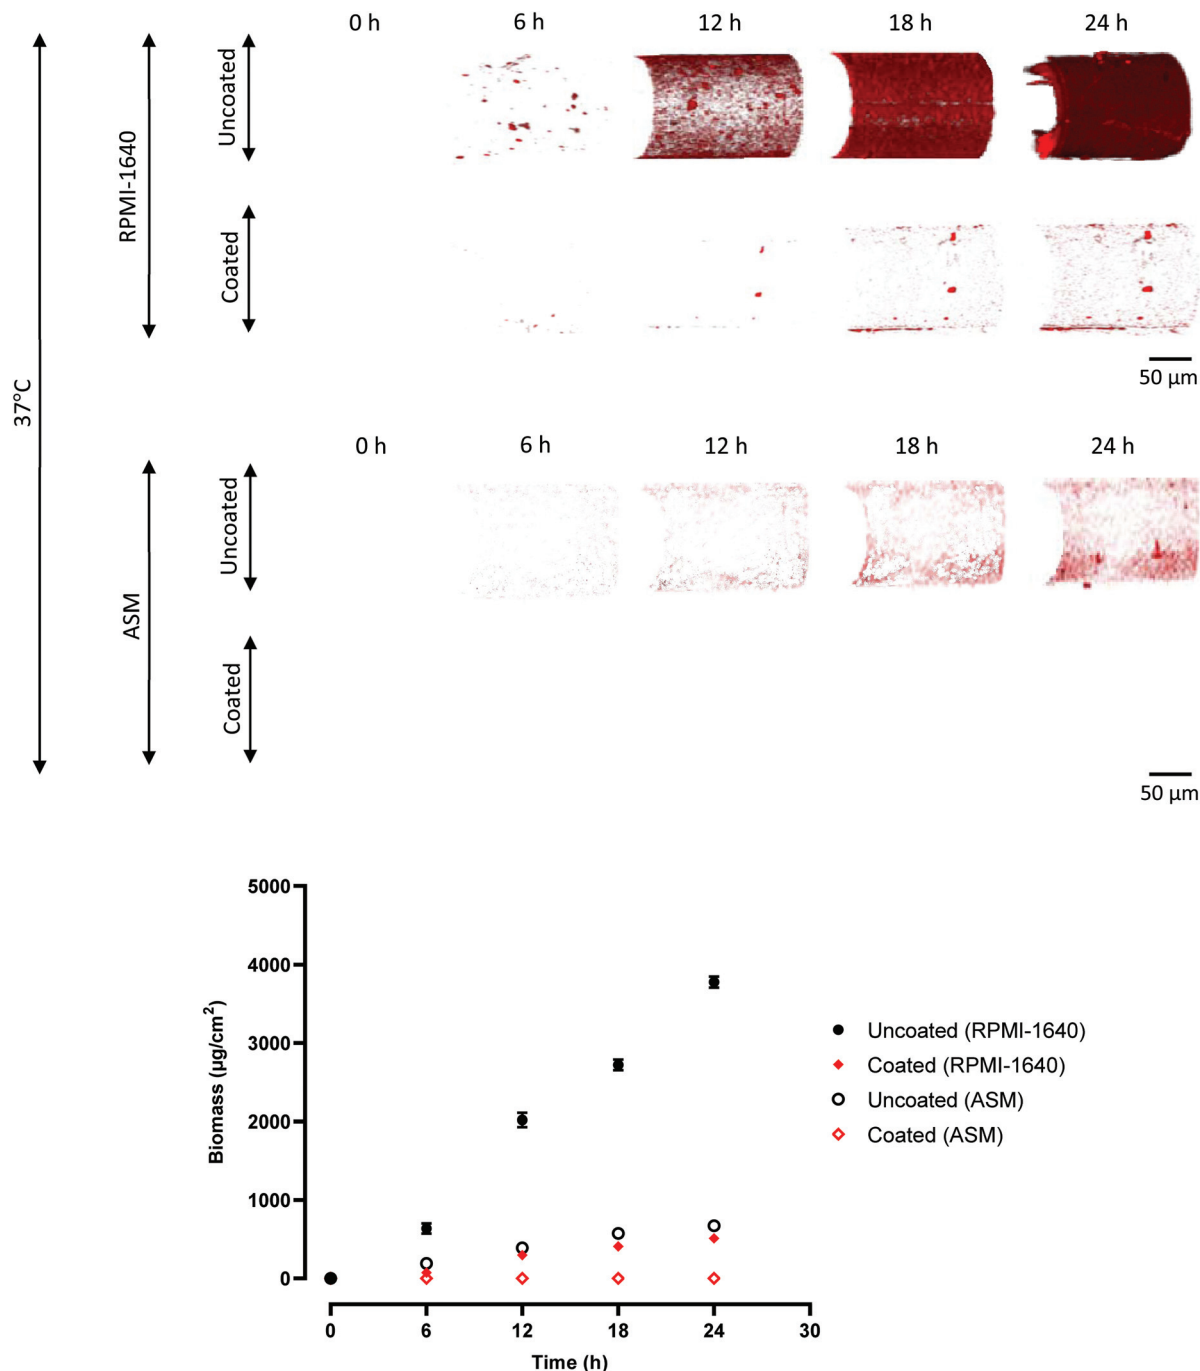 0 h 6 h 12 h 18 h 24 h
37°C
RPMI-1640
Uncoated
Coated
50 µm
0 h 6 h 12 h 18 h 24 h
ASM
Uncoated
Coated
50 µm
Biomass (µg/cm²)
5000
4000
3000
2000
1000
0
0 6 12 18 24 30
Time (h)
Uncoated (RPMI-1640)
Coated (RPMI-1640)
Uncoated (ASM)
Coated (ASM)